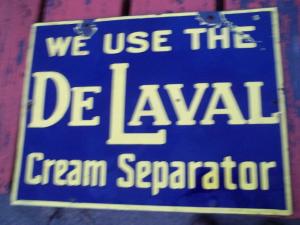 WE USE THE
DE LAVAL
Cream Separator